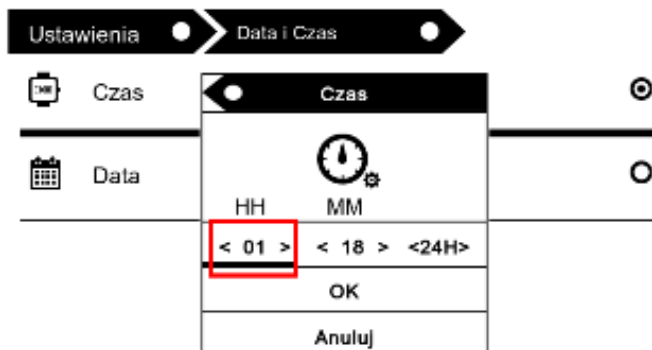 Ustawienia Data i Czas
Czas
Czas
Data
HH MM
< 01 > < 18 > <24H>
OK
Anuluj